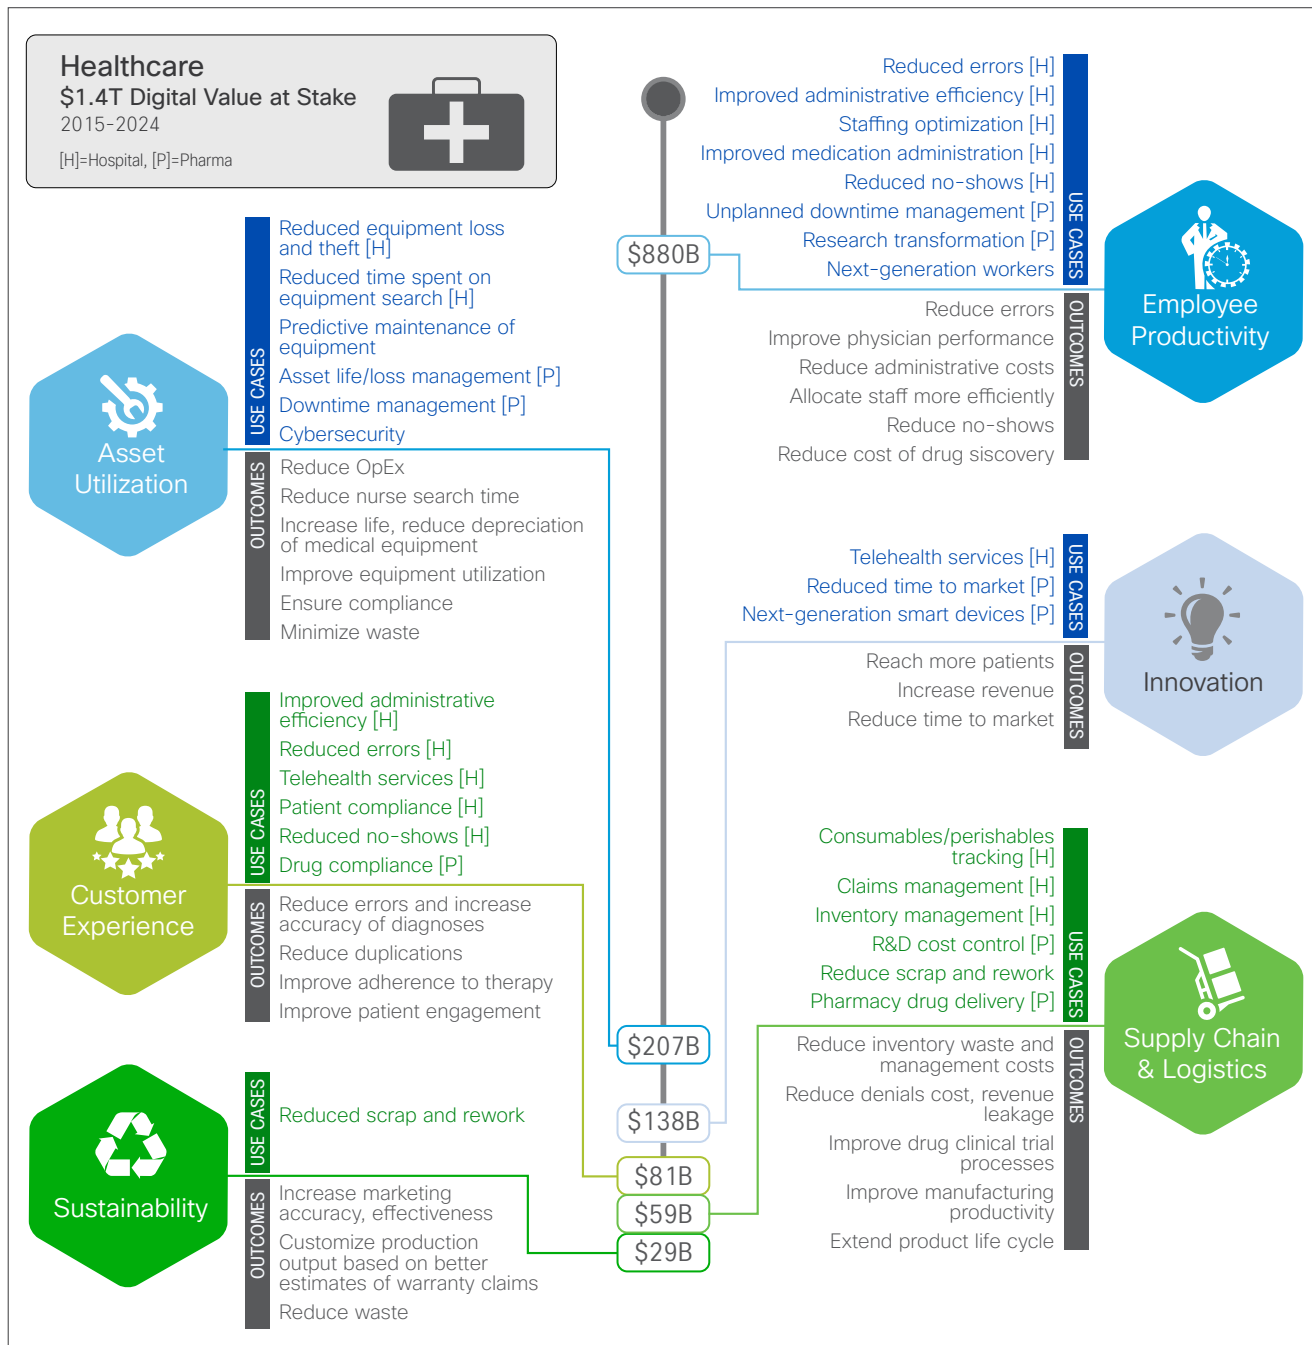 Healthcare
$1.4T Digital Value at Stake
2015-2024
[H]=Hospital, [P]=Pharma
Asset
Utilization
USE CASES
Reduced equipment loss
and theft [H]
Reduced time spent on
equipment search [H]
Predictive maintenance of
equipment
Asset life/loss management [P]
Downtime management [P]
Cybersecurity
OUTCOMES
Reduce OpEx
Reduce nurse search time
Increase life, reduce depreciation
of medical equipment
Improve equipment utilization
Ensure compliance
Minimize waste
Customer
Experience
USE CASES
Improved administrative
efficiency [H]
Reduced errors [H]
Telehealth services [H]
Patient compliance [H]
Reduced no-shows [H]
Drug compliance [P]
OUTCOMES
Reduce errors and increase
accuracy of diagnoses
Reduce duplications
Improve adherence to therapy
Improve patient engagement
Sustainability
USE CASES
Reduced scrap and rework
OUTCOMES
Increase marketing
accuracy, effectiveness
Customize production
output based on better
estimates of warranty claims
Reduce waste
$880B
$207B
$138B
$81B
$59B
$29B
Reduced errors [H]
Improved administrative efficiency [H]
Staffing optimization [H]
Improved medication administration [H]
Reduced no-shows [H]
Unplanned downtime management [P]
Research transformation [P]
Next-generation workers
USE CASES
Employee
Productivity
Reduce errors
Improve physician performance
Reduce administrative costs
Allocate staff more efficiently
Reduce no-shows
Reduce cost of drug siscovery
OUTCOMES
Telehealth services [H]
Reduced time to market [P]
Next-generation smart devices [P]
USE CASES
Innovation
Reach more patients
Increase revenue
Reduce time to market
OUTCOMES
Consumables/perishables
tracking [H]
Claims management [H]
Inventory management [H]
R&D cost control [P]
Reduce scrap and rework
Pharmacy drug delivery [P]
USE CASES
Supply Chain
& Logistics
Reduce inventory waste and
management costs
Reduce denials cost, revenue
leakage
Improve drug clinical trial
processes
Improve manufacturing
productivity
Extend product life cycle
OUTCOMES